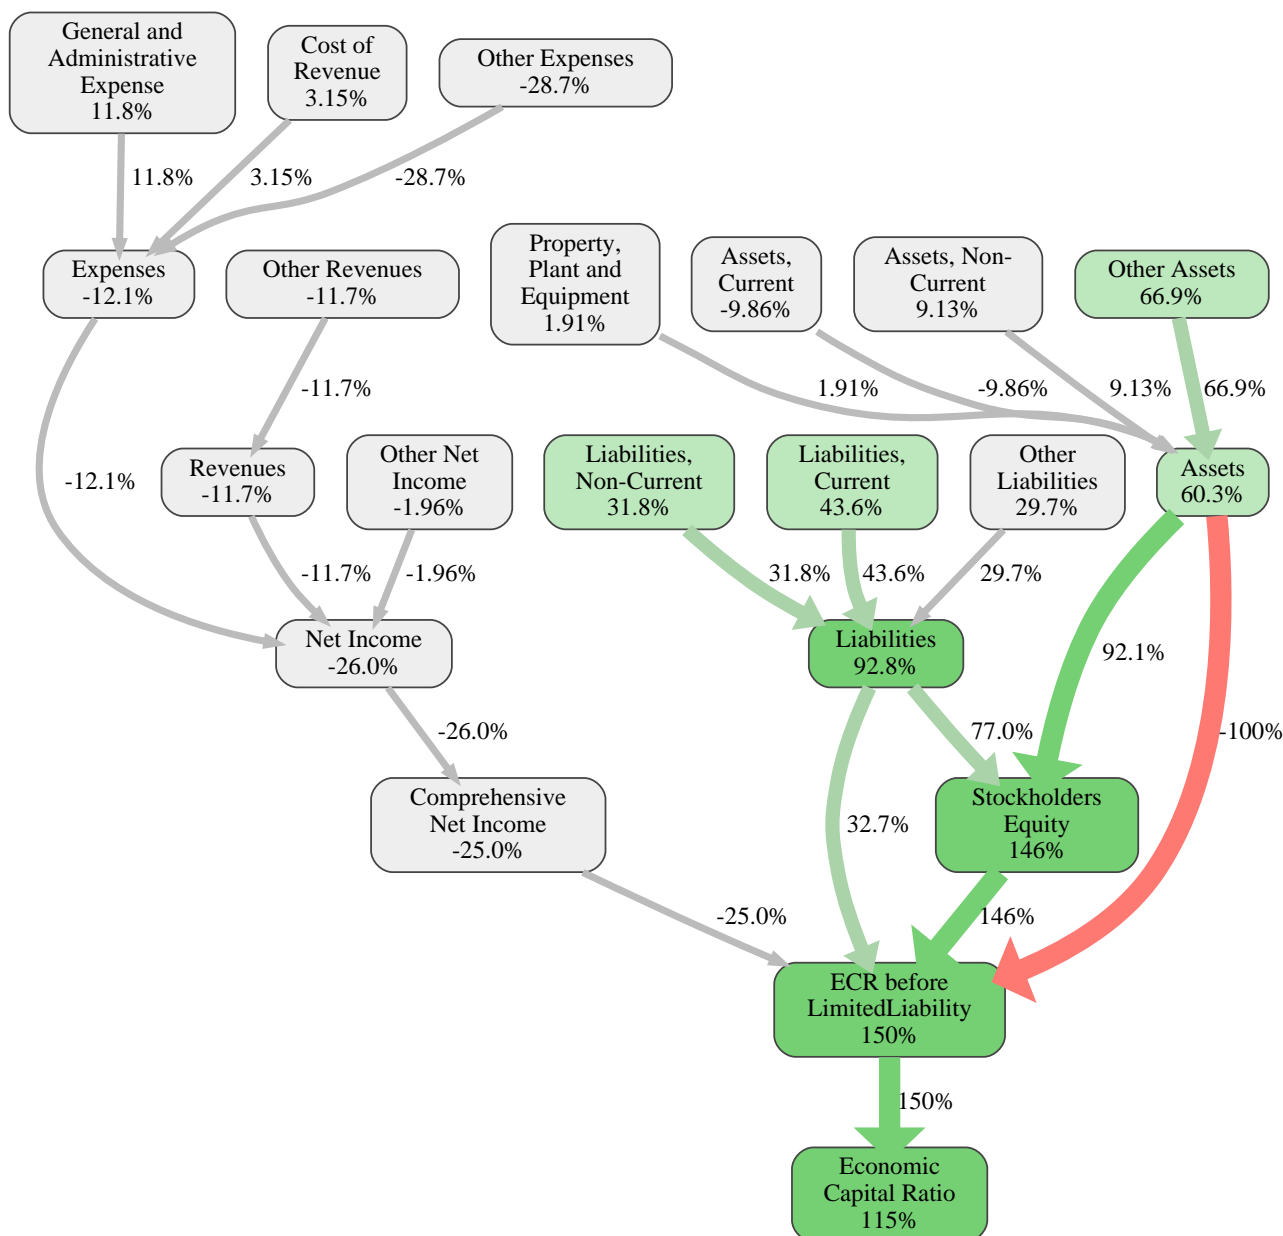 General and
Administrative
Expense
11.8%
Cost of
Revenue
3.15%
Other Expenses
-28.7%
11.8%
3.15%
-28.7%
Expenses
-12.1%
Other Revenues
-11.7%
Property,
Plant and
Equipment
1.91%
Assets,
Current
-9.86%
Assets, Non-
Current
9.13%
Other Assets
66.9%
-11.7%
1.91%
-9.86%
9.13%
66.9%
-12.1%
Revenues
-11.7%
Other Net
Income
-1.96%
Liabilities,
Non-Current
31.8%
Liabilities,
Current
43.6%
Other
Liabilities
29.7%
Assets
60.3%
-11.7%
-1.96%
31.8%
43.6%
29.7%
Net Income
-26.0%
Liabilities
92.8%
92.1%
-26.0%
77.0%
-100%
Comprehensive
Net Income
-25.0%
32.7%
Stockholders
Equity
146%
-25.0%
146%
ECR before
LimitedLiability
150%
150%
Economic
Capital Ratio
115%